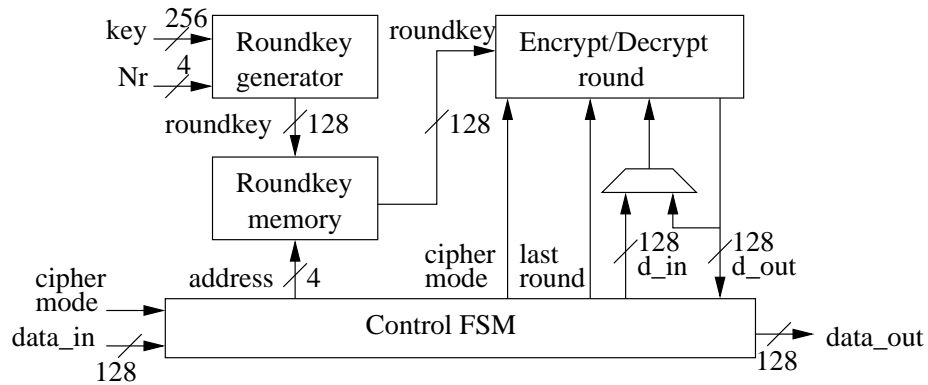 key
256
Nr
4
Roundkey
generator
roundkey
128
Roundkey
memory
roundkey
128
Encrypt/Decrypt
round
address
4
cipher
mode
last
round
128
d_in
128
d_out
cipher
mode
data_in
128
Control FSM
128
data_out